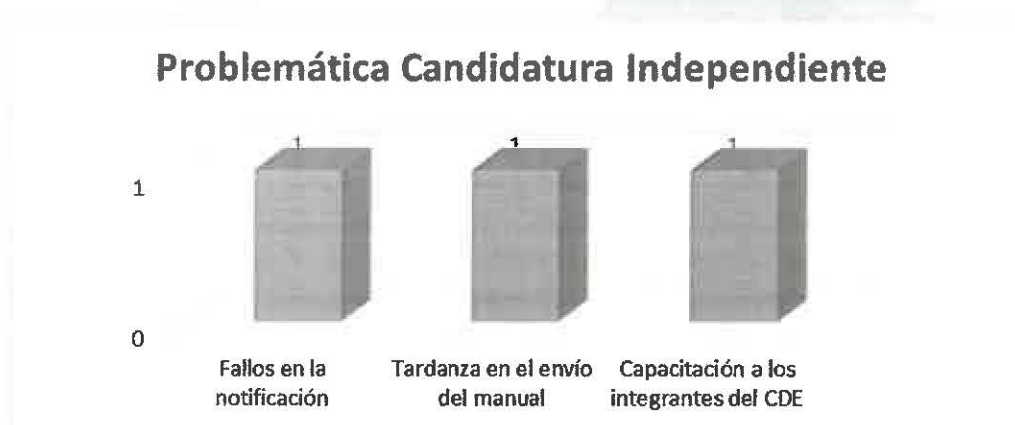 Problemática Candidatura Independiente
1 1 1
1
0
Fallos en la Tardanza en el envío Capacitación a los
notificación del manual integrantes del CDE